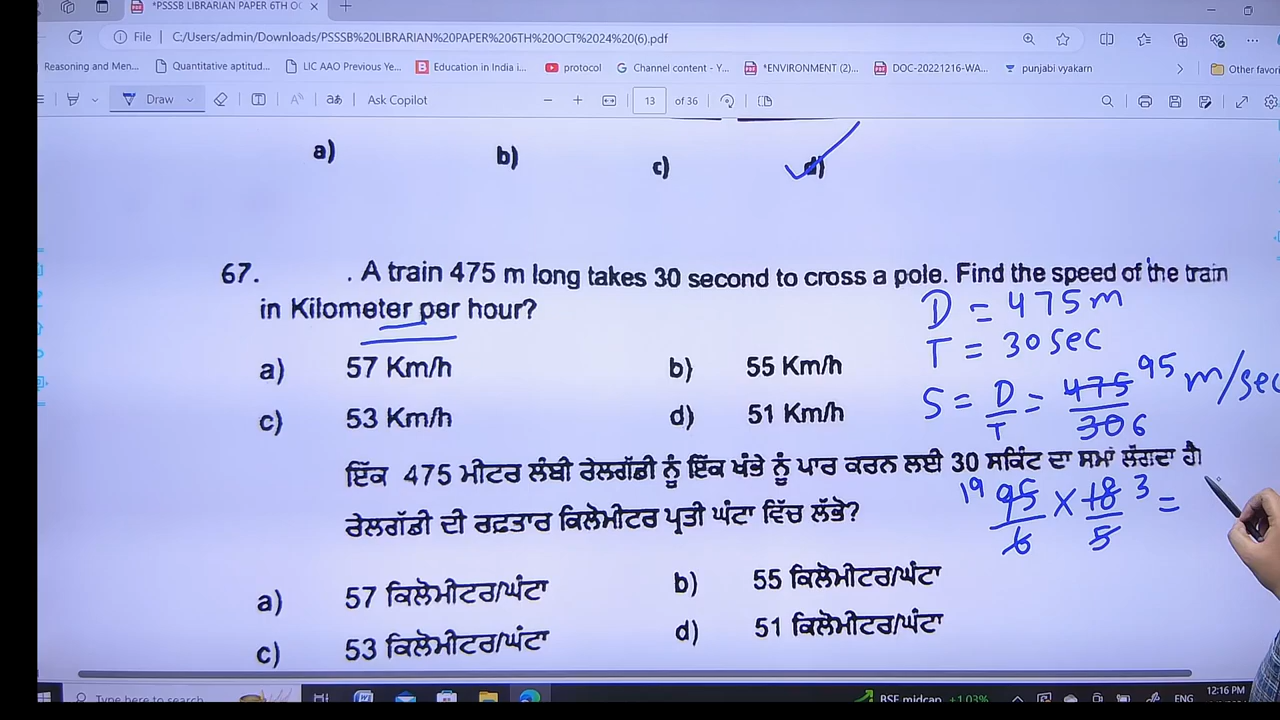 *PSSSB LIBRARIAN PAPER 6TH OC
File C:/Users/admin/Downloads/PSSSB%20LIBRARIAN%20PAPER%206TH%20OCT%2024%20(6).pdf
Reasoning and Men... Quantitative aptitud... LIC AAO Previous Ye... Education in India i... protocol Channel content - Y... *ENVIRONMENT (2)... DOC-20221216-WA... punjabi vyakarn Other favori
Draw Ask Copilot 13 of 36
a) b) c) d)
67. . A train 475 m long takes 30 second to cross a pole. Find the speed of the train
in Kilometer per hour?
D = 475m
T = 30 Sec
a) 57 Km/h b) 55 Km/h
S = D/T = 475/30 95 6 m/sec
c) 53 Km/h d) 51 Km/h
ਇੱਕ 475 ਮੀਟਰ ਲੰਬੀ ਰੇਲਗੱਡੀ ਨੂੰ ਇੱਕ ਖੰਭੇ ਨੂੰ ਪਾਰ ਕਰਨ ਲਈ 30 ਸਕਿੰਟ ਦਾ ਸਮਾਂ ਲੱਗਦਾ ਹੈ।
19 95/6 X 18/5 3 =
ਰੇਲਗੱਡੀ ਦੀ ਰਫ਼ਤਾਰ ਕਿਲੋਮੀਟਰ ਪ੍ਰਤੀ ਘੰਟਾ ਵਿੱਚ ਲੱਭੋ?
a) 57 ਕਿਲੋਮੀਟਰ/ਘੰਟਾ b) 55 ਕਿਲੋਮੀਟਰ/ਘੰਟਾ
c) 53 ਕਿਲੋਮੀਟਰ/ਘੰਟਾ d) 51 ਕਿਲੋਮੀਟਰ/ਘੰਟਾ
Type here to search BSE midcap +1.03% ENG 12:16 PM